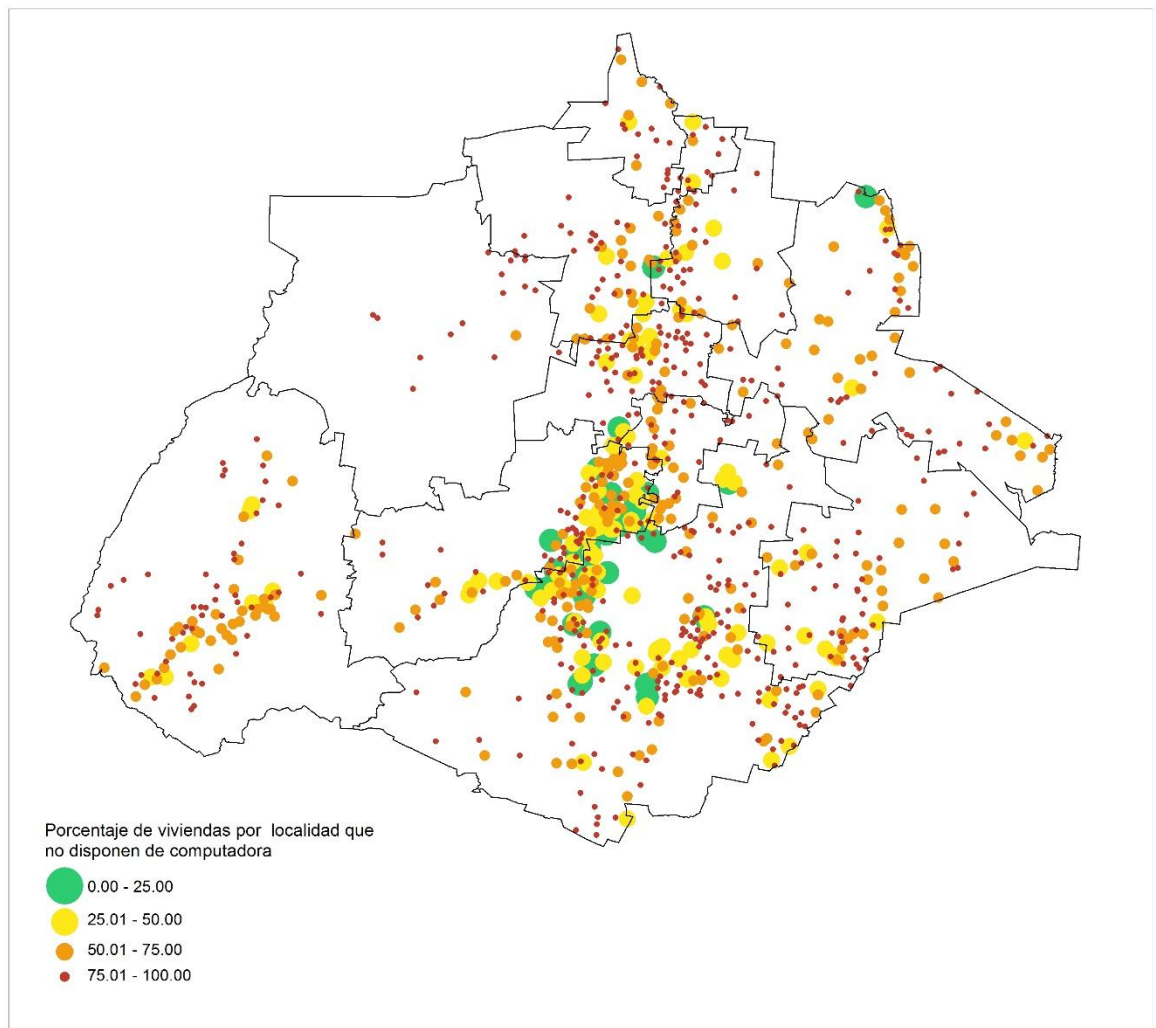 Porcentaje de viviendas por localidad que
no disponen de computadora
0.00 - 25.00
25.01 - 50.00
50.01 - 75.00
75.01 - 100.00